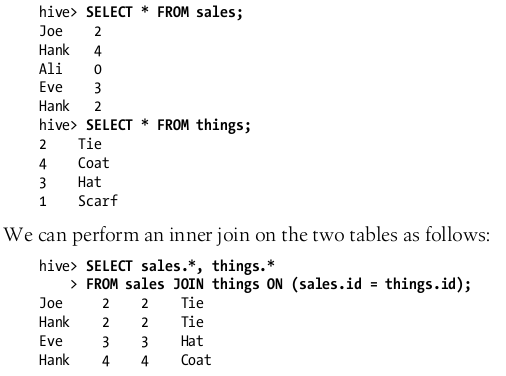 hive> SELECT * FROM sales;
Joe 2
Hank 4
Ali 0
Eve 3
Hank 2
hive> SELECT * FROM things;
2 Tie
4 Coat
3 Hat
1 Scarf
We can perform an inner join on the two tables as follows:
hive> SELECT sales.*, things.*
> FROM sales JOIN things ON (sales.id = things.id);
Joe 2 2 Tie
Hank 2 2 Tie
Eve 3 3 Hat
Hank 4 4 Coat